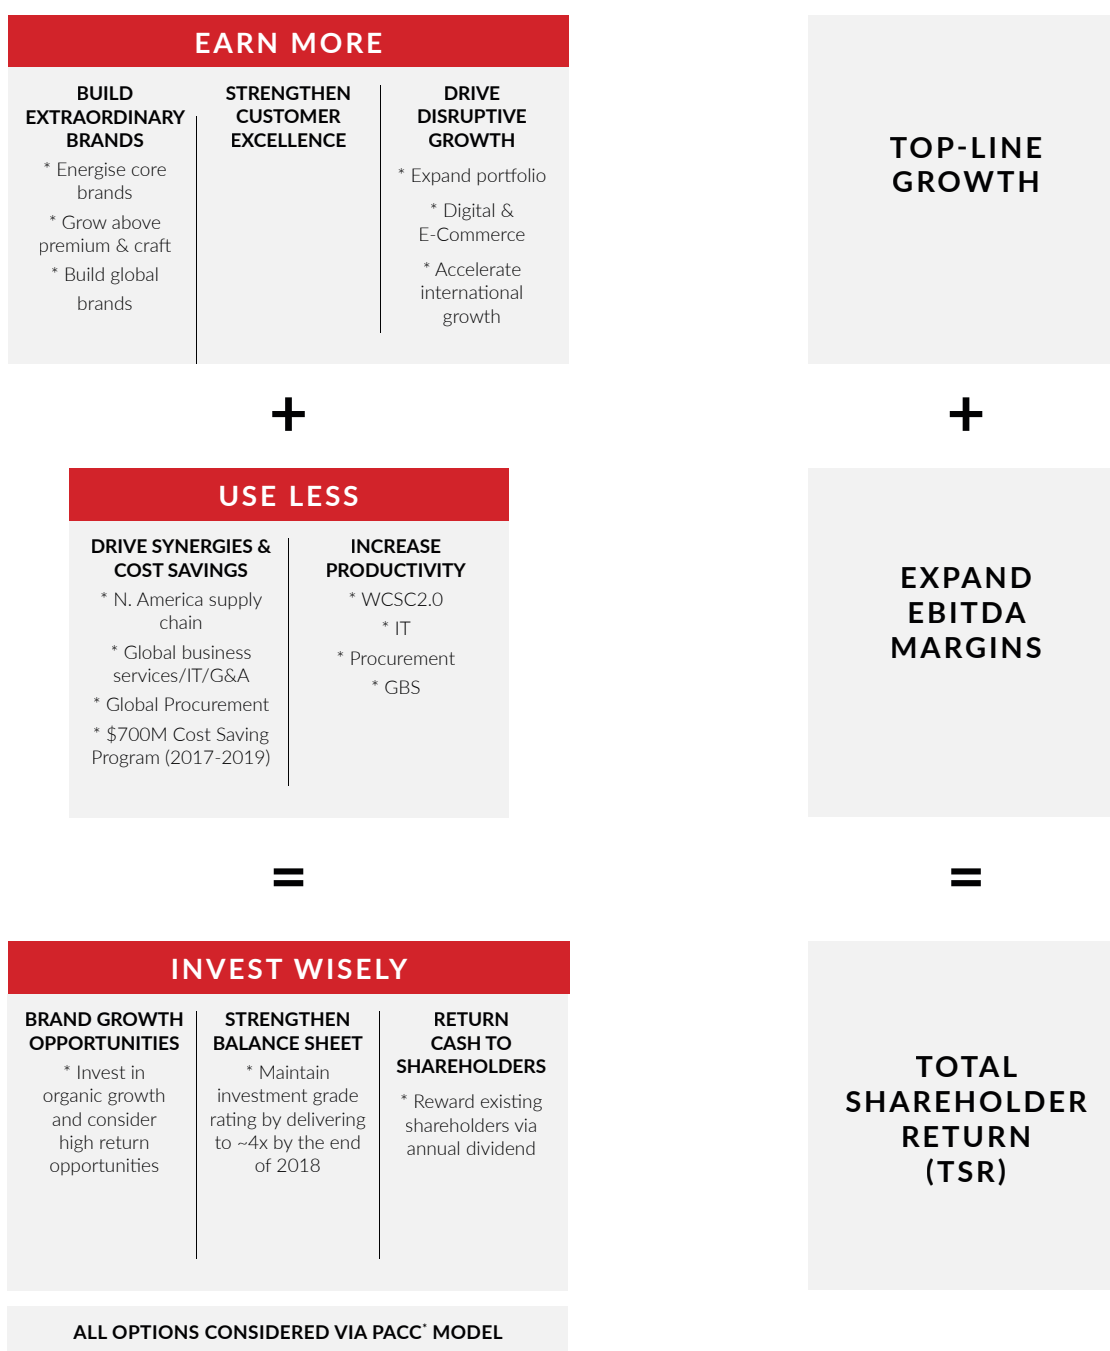 EARN MORE
BUILD
EXTRAORDINARY
BRANDS
* Energise core
brands
* Grow above
premium & craft
* Build global
brands
STRENGTHEN
CUSTOMER
EXCELLENCE
DRIVE
DISRUPTIVE
GROWTH
* Expand portfolio
* Digital &
E-Commerce
* Accelerate
international
growth
TOP-LINE
GROWTH
+
+
USE LESS
DRIVE SYNERGIES &
COST SAVINGS
* N. America supply
chain
* Global business
services/IT/G&A
* Global Procurement
* $700M Cost Saving
Program (2017-2019)
INCREASE
PRODUCTIVITY
* WCSC2.0
* IT
* Procurement
* GBS
EXPAND
EBITDA
MARGINS
=
=
INVEST WISELY
BRAND GROWTH
OPPORTUNITIES
* Invest in
organic growth
and consider
high return
opportunities
STRENGTHEN
BALANCE SHEET
* Maintain
investment grade
rating by delivering
to ~4x by the end
of 2018
RETURN
CASH TO
SHAREHOLDERS
* Reward existing
shareholders via
annual dividend
TOTAL
SHAREHOLDER
RETURN
(TSR)
ALL OPTIONS CONSIDERED VIA PACC* MODEL